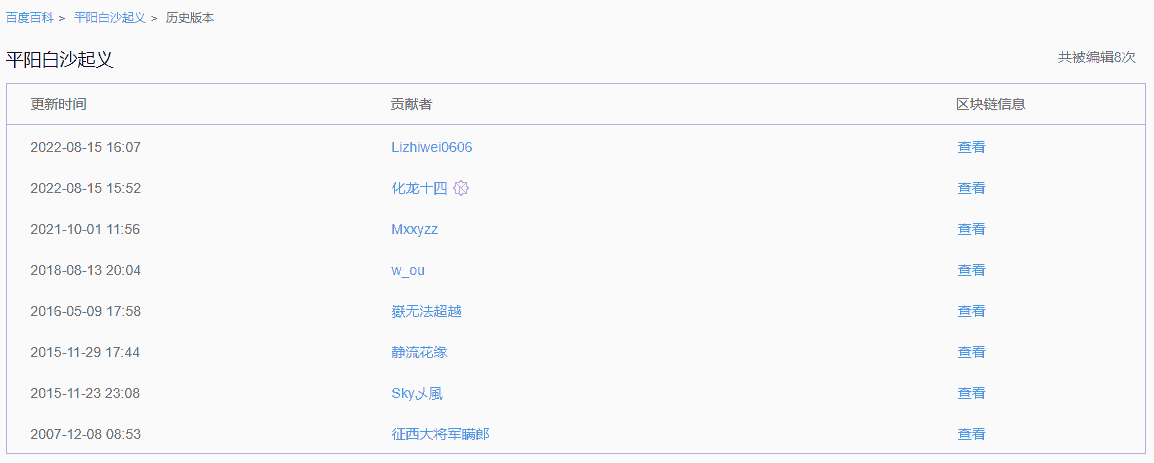 百度百科 > 平阳白沙起义 > 历史版本
平阳白沙起义 共被编辑8次
更新时间 贡献者 区块链信息
2022-08-15 16:07 Lizhiwei0606 查看
2022-08-15 15:52 化龙十四 查看
2021-10-01 11:56 Mxxyzz 查看
2018-08-13 20:04 w_ou 查看
2016-05-09 17:58 嶽无法超越 查看
2015-11-29 17:44 静流花缘 查看
2015-11-23 23:08 Sky乄風 查看
2007-12-08 08:53 征西大将军瞒郎 查看